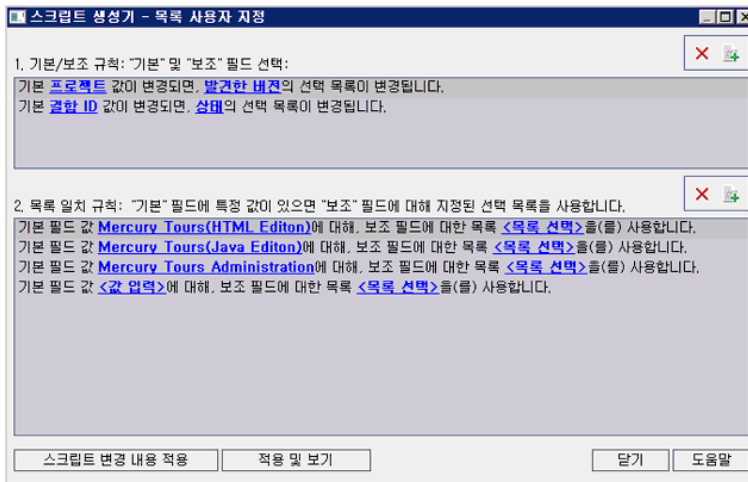 스크립트 생성기 - 목록 사용자 지정
1. 기본/보조 규칙: "기본" 및 "보조" 필드 선택:
기본 프로젝트 값이 변경되면, 발견한 버전의 선택 목록이 변경됩니다.
기본 결함 ID 값이 변경되면, 상태의 선택 목록이 변경됩니다.
2. 목록 일치 규칙: "기본" 필드에 특정 값이 있으면 "보조" 필드에 대해 지정된 선택 목록을 사용합니다.
기본 필드 값 Mercury Tours(HTML Editon)에 대해, 보조 필드에 대한 목록 <목록 선택>을(를) 사용합니다.
기본 필드 값 Mercury Tours(Java Editon)에 대해, 보조 필드에 대한 목록 <목록 선택>을(를) 사용합니다.
기본 필드 값 Mercury Tours Administration에 대해, 보조 필드에 대한 목록 <목록 선택>을(를) 사용합니다.
기본 필드 값 <값 입력>에 대해, 보조 필드에 대한 목록 <목록 선택>을(를) 사용합니다.
스크립트 변경 내용 적용 적용 및 보기 닫기 도움말